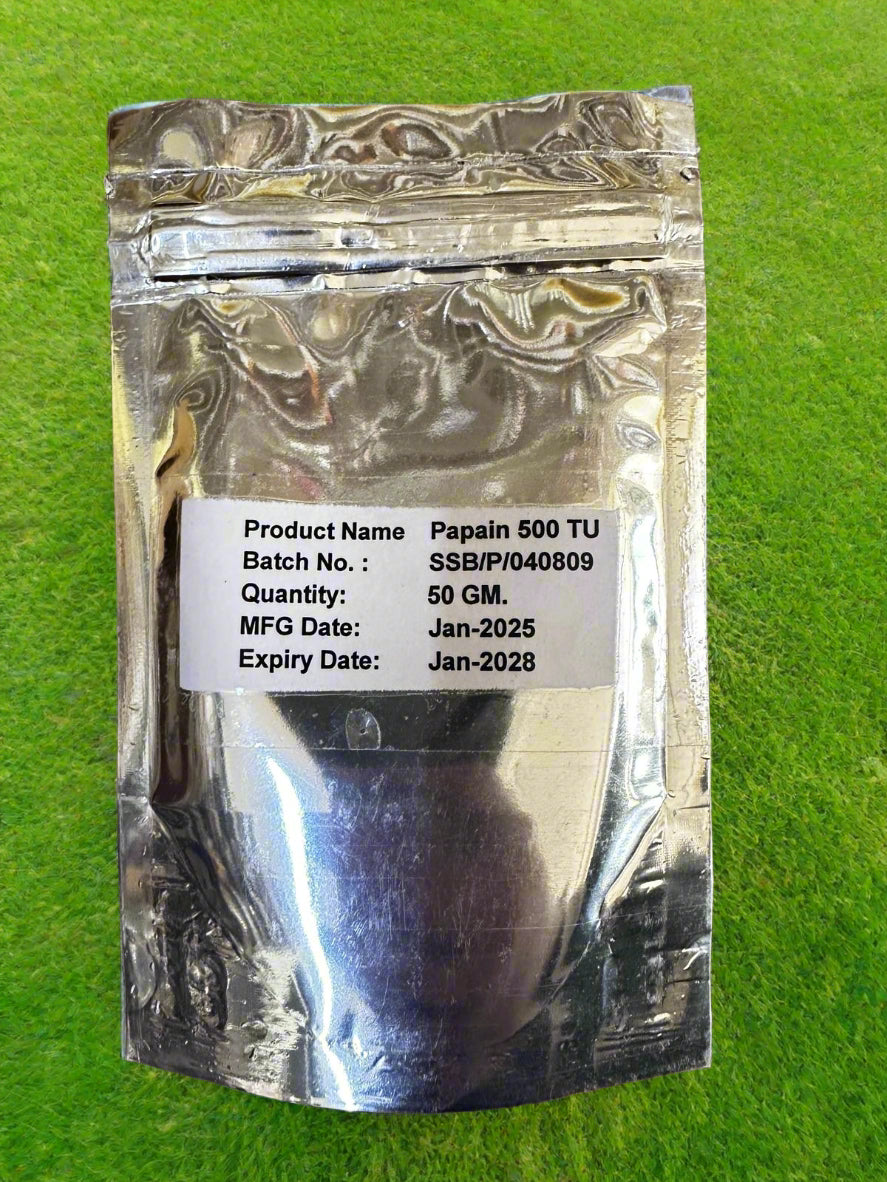 Product Name Papain 500 TU
Batch No. : SSB/P/040809
Quantity: 50 GM.
MFG Date: Jan-2025
Expiry Date: Jan-2028